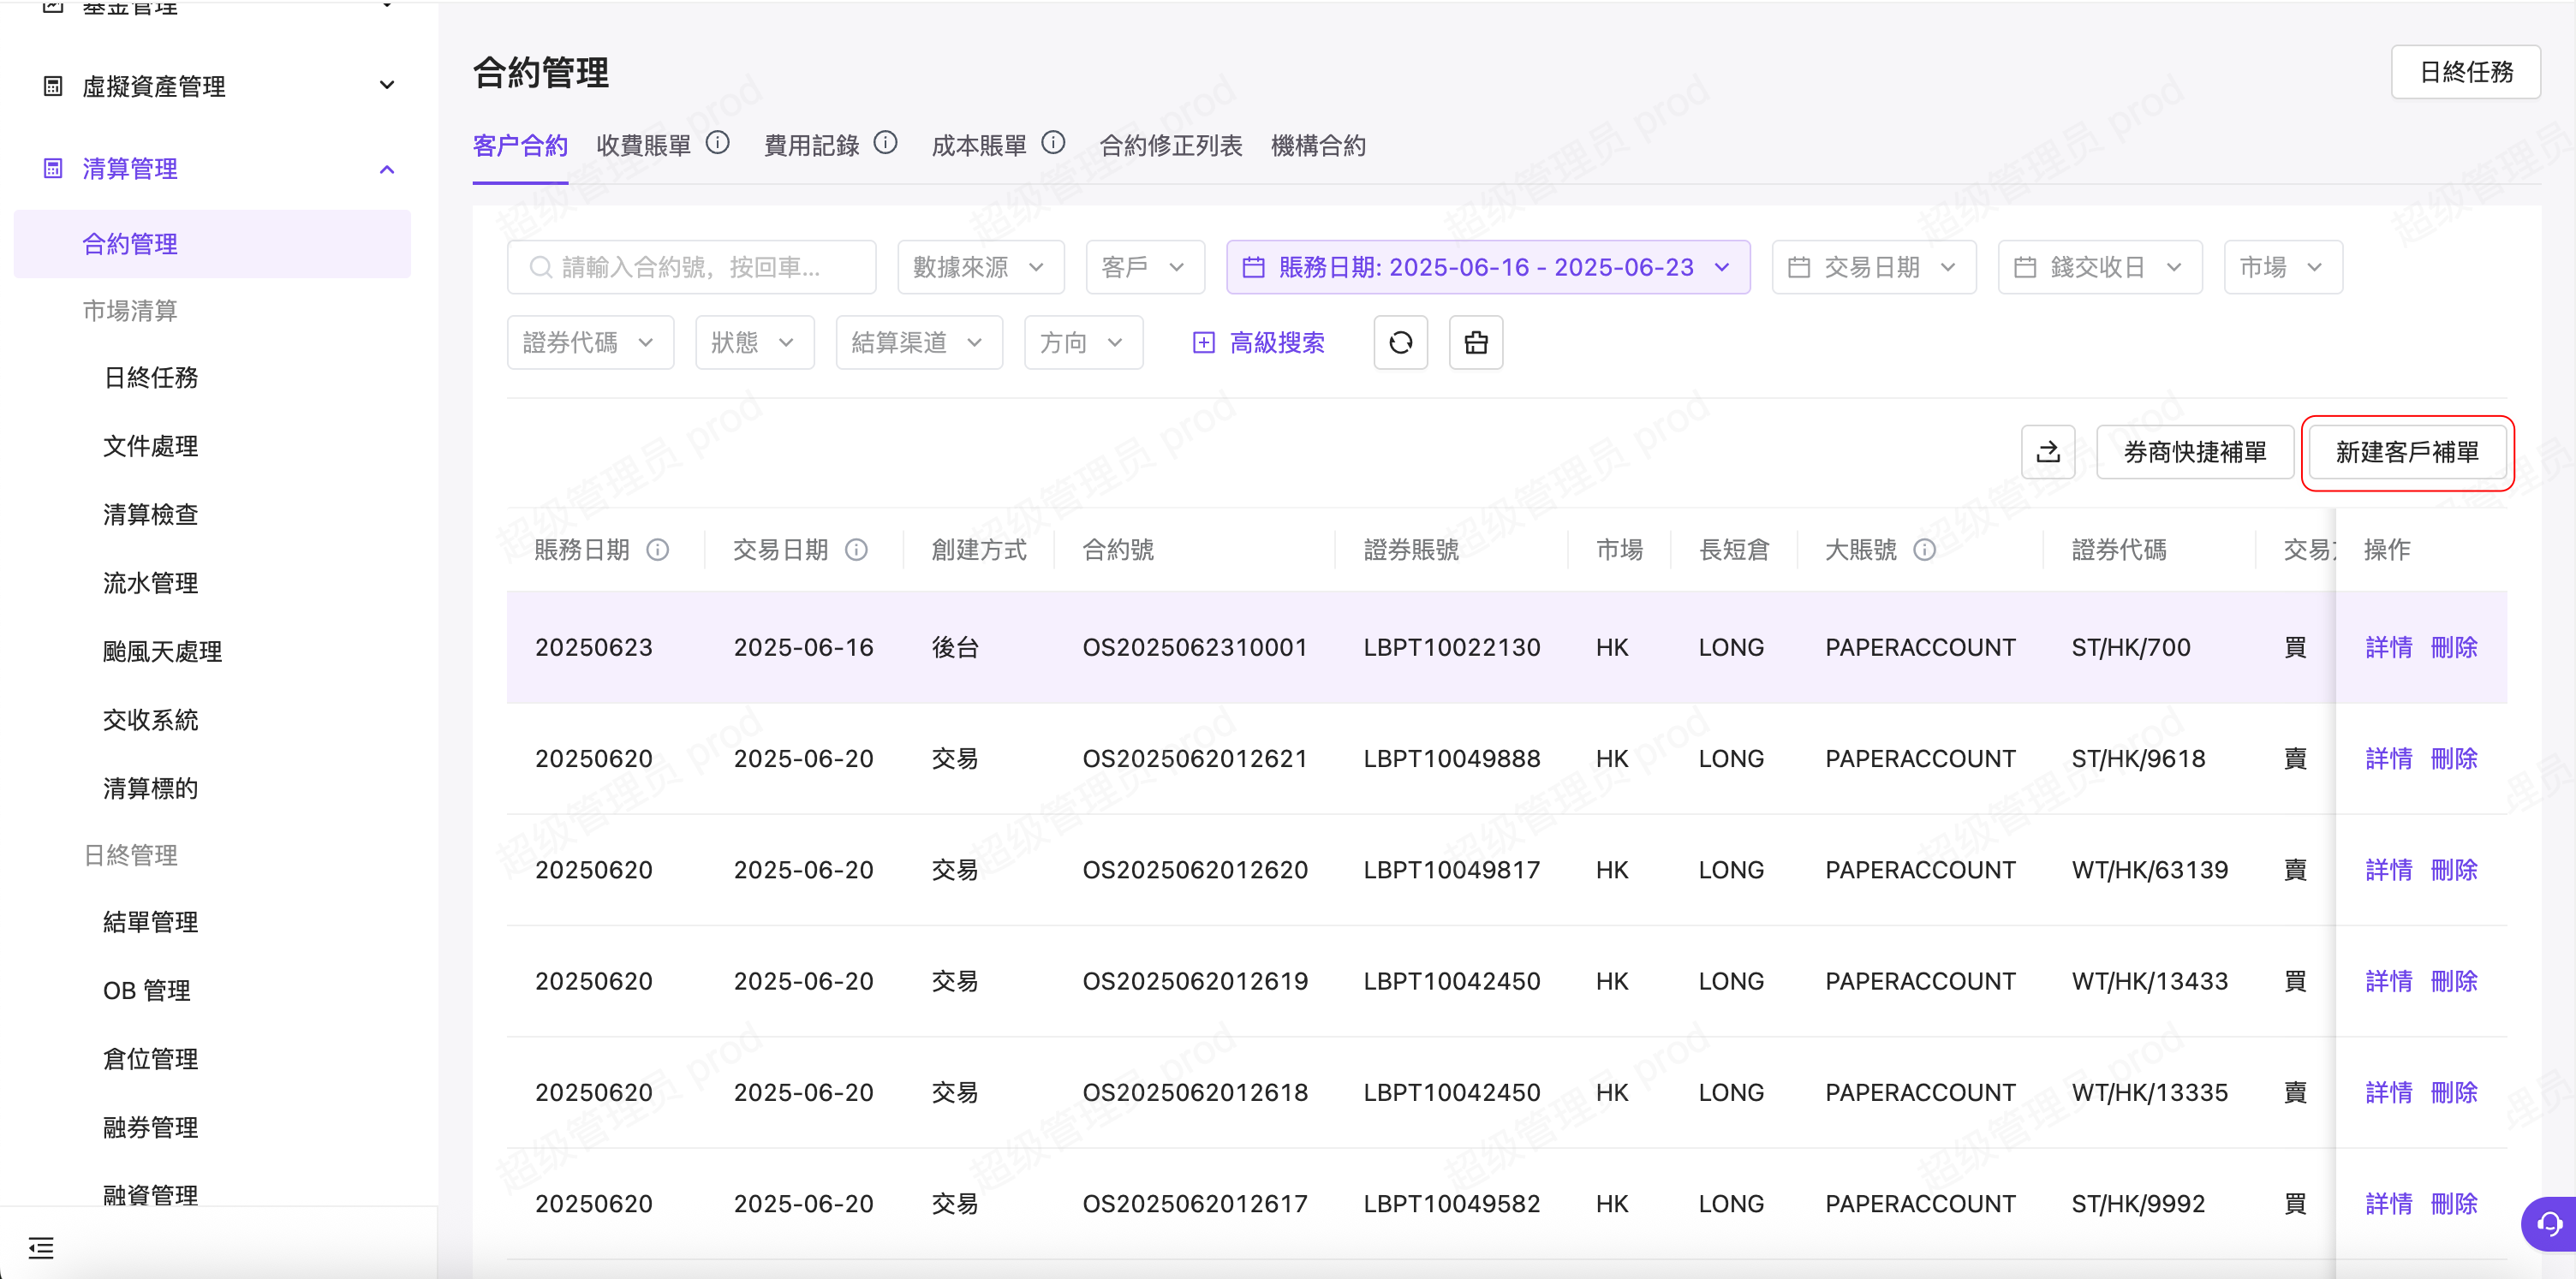 基金管理
虛擬資產管理
清算管理
合約管理
市場清算
日終任務
文件處理
清算檢查
流水管理
颱風天處理
交收系統
清算標的
日終管理
結單管理
OB 管理
倉位管理
融券管理
融資管理
合約管理
日終任務
客户合約 收費賬單 費用記錄 成本賬單 合約修正列表 機構合約
請輸入合約號，按回車... 數據來源 客戶 賬務日期: 2025-06-16 - 2025-06-23 交易日期 錢交收日 市場
證券代碼 狀態 結算渠道 方向 高級搜索
券商快捷補單 新建客戶補單
賬務日期 交易日期 創建方式 合約號 證券賬號 市場 長短倉 大賬號 證券代碼 交易 操作
20250623 2025-06-16 後台 OS2025062310001 LBPT10022130 HK LONG PAPERACCOUNT ST/HK/700 買 詳情 刪除
20250620 2025-06-20 交易 OS2025062012621 LBPT10049888 HK LONG PAPERACCOUNT ST/HK/9618 賣 詳情 刪除
20250620 2025-06-20 交易 OS2025062012620 LBPT10049817 HK LONG PAPERACCOUNT WT/HK/63139 賣 詳情 刪除
20250620 2025-06-20 交易 OS2025062012619 LBPT10042450 HK LONG PAPERACCOUNT WT/HK/13433 買 詳情 刪除
20250620 2025-06-20 交易 OS2025062012618 LBPT10042450 HK LONG PAPERACCOUNT WT/HK/13335 賣 詳情 刪除
20250620 2025-06-20 交易 OS2025062012617 LBPT10049582 HK LONG PAPERACCOUNT ST/HK/9992 買 詳情 刪除
超级管理员 prod